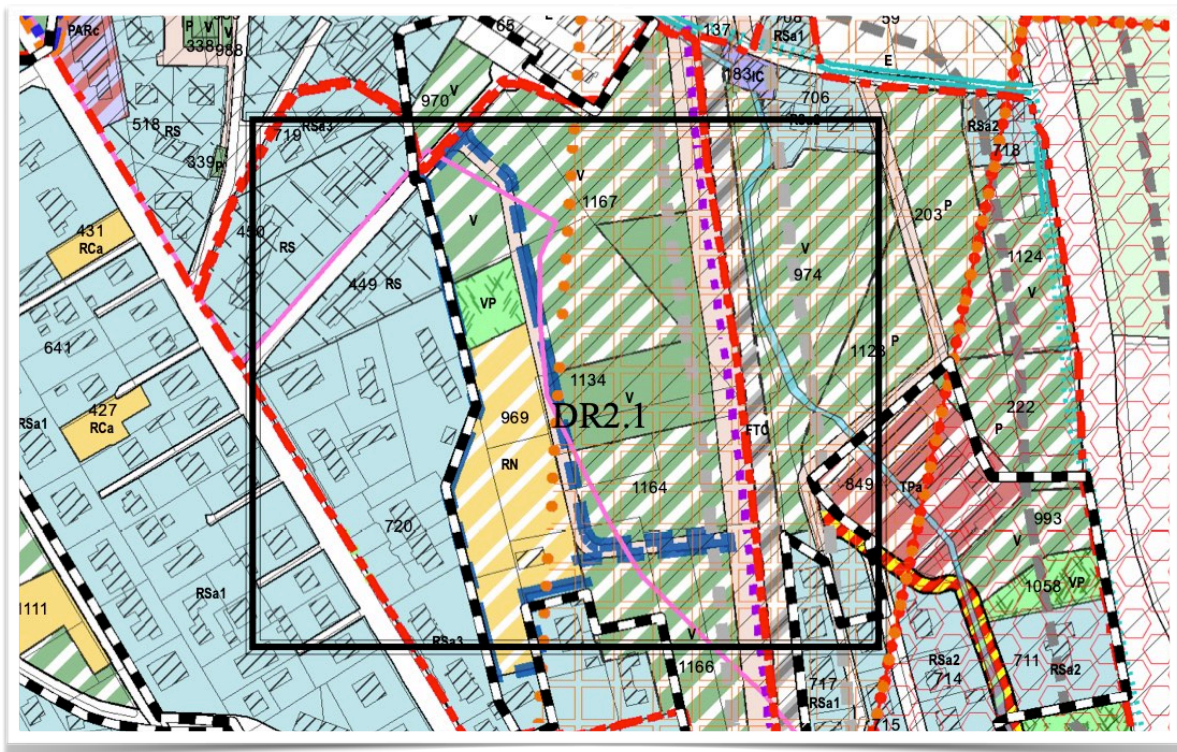 PARc
P V V
338
988
137
RSa1
59
E
183
IC
970
V
706
518
RS
719
RSa3
RSa2
718
339
P
V
1167
203
P
450
RS
V
V
974
1124
V
431
RCa
449
RS
VP
641
1123
P
1134
V
427
RCa
969
DR2.1
222
P
RSa1
FTC
RN
1164
849
TPa
720
993
V
1058
VP
RSa1
1111
RSa3
V
1166
RSa2
714
711
RSa2
717
RSa1
715